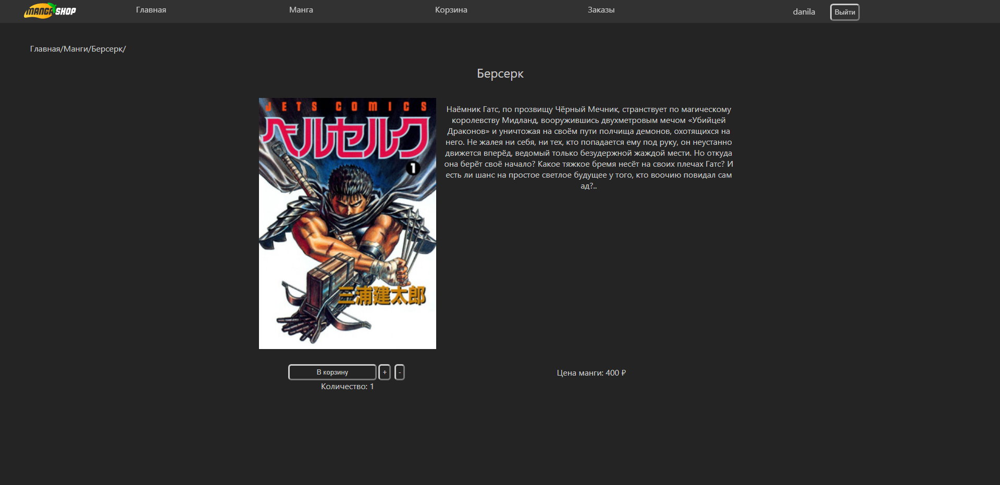 MANGA SHOP
Главная
Манга
Корзина
Заказы
danila
Выйти
Главная/Манги/Берсерк/
Берсерк
JETS COMICS
ベルセルク
1
三浦建太郎
Наёмник Гатс, по прозвищу Чёрный Мечник, странствует по магическому
королевству Мидланд, вооружившись двухметровым мечом «Убийцей
Драконов» и уничтожая на своём пути полчища демонов, охотящихся на
него. Не жалея ни себя, ни тех, кто попадается ему под руку, он неустанно
движется вперёд, ведомый только безудержной жаждой мести. Но откуда
она берёт своё начало? Какое тяжкое бремя несёт на своих плечах Гатс? И
есть ли шанс на простое светлое будущее у того, кто воочию повидал сам
ад?..
В корзину
+
-
Количество: 1
Цена манги: 400 ₽